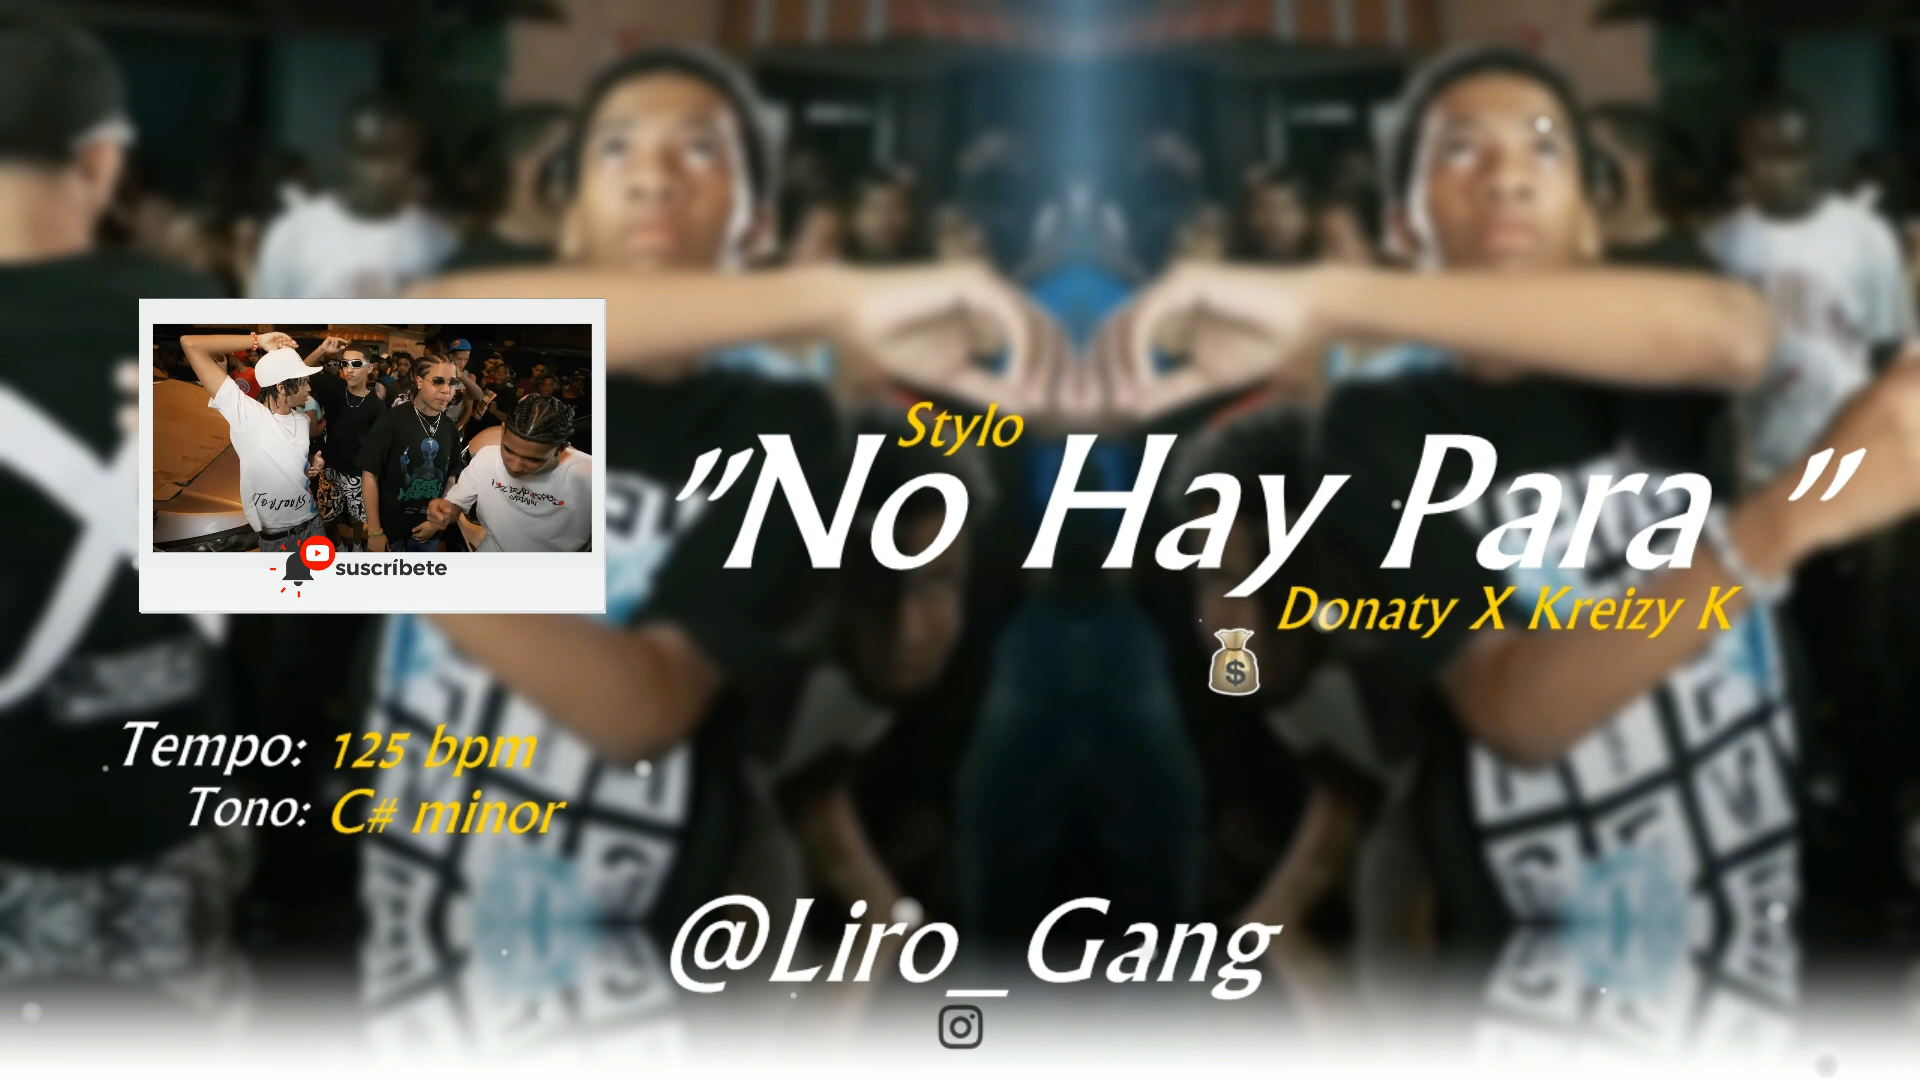 Stylo
"No Hay Para "
Donaty X Kreizy K
suscríbete
Tempo: 125 bpm
Tono: C# minor
@Liro_Gang